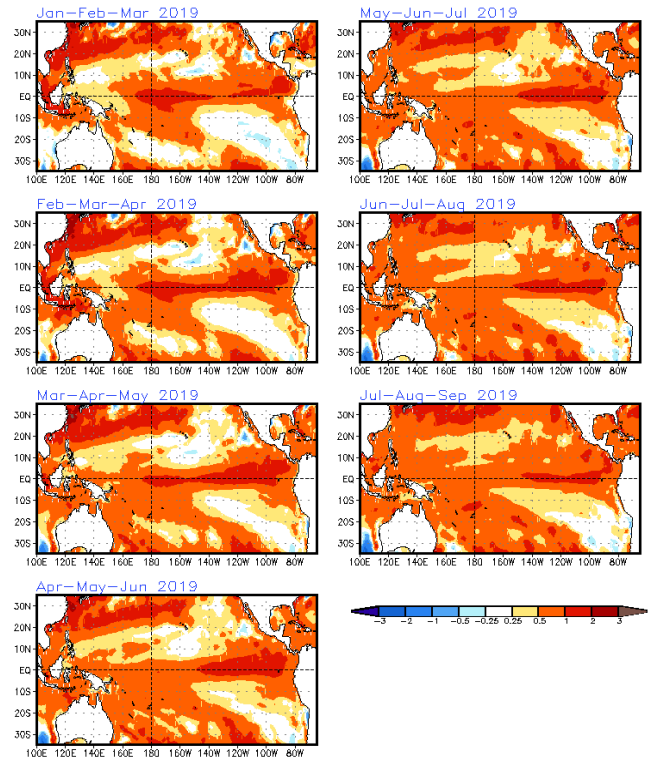 Jan-Feb-Mar 2019
30N
20N
10N
EQ
10S
20S
30S
100E 120E 140E 160E 180 160W 140W 120W 100W 80W
May-Jun-Jul 2019
30N
20N
10N
EQ
10S
20S
30S
100E 120E 140E 160E 180 160W 140W 120W 100W 80W
Feb-Mar-Apr 2019
30N
20N
10N
EQ
10S
20S
30S
100E 120E 140E 160E 180 160W 140W 120W 100W 80W
Jun-Jul-Aug 2019
30N
20N
10N
EQ
10S
20S
30S
100E 120E 140E 160E 180 160W 140W 120W 100W 80W
Mar-Apr-May 2019
30N
20N
10N
EQ
10S
20S
30S
100E 120E 140E 160E 180 160W 140W 120W 100W 80W
Jul-Aug-Sep 2019
30N
20N
10N
EQ
10S
20S
30S
100E 120E 140E 160E 180 160W 140W 120W 100W 80W
Apr-May-Jun 2019
30N
20N
10N
EQ
10S
20S
30S
100E 120E 140E 160E 180 160W 140W 120W 100W 80W
-3 -2 -1 -0.5 -0.25 0.25 0.5 1 2 3